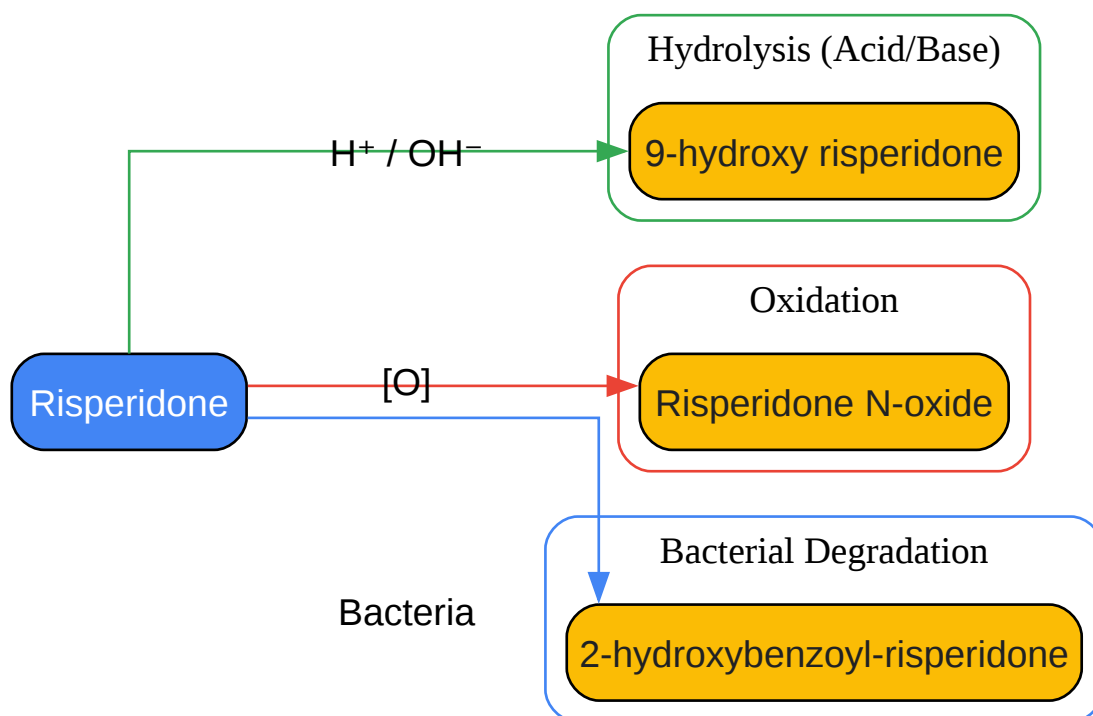 Hydrolysis (Acid/Base)
H⁺ / OH⁻
9-hydroxy risperidone
Oxidation
Risperidone
[O]
Risperidone N-oxide
Bacterial Degradation
Bacteria
2-hydroxybenzoyl-risperidone